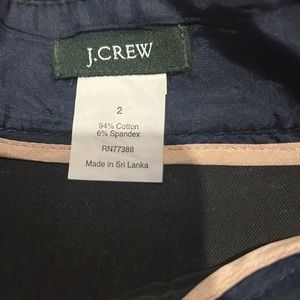 J.CREW
2
94% Cotton
6% Spandex
RN77388
Made in Sri Lanka